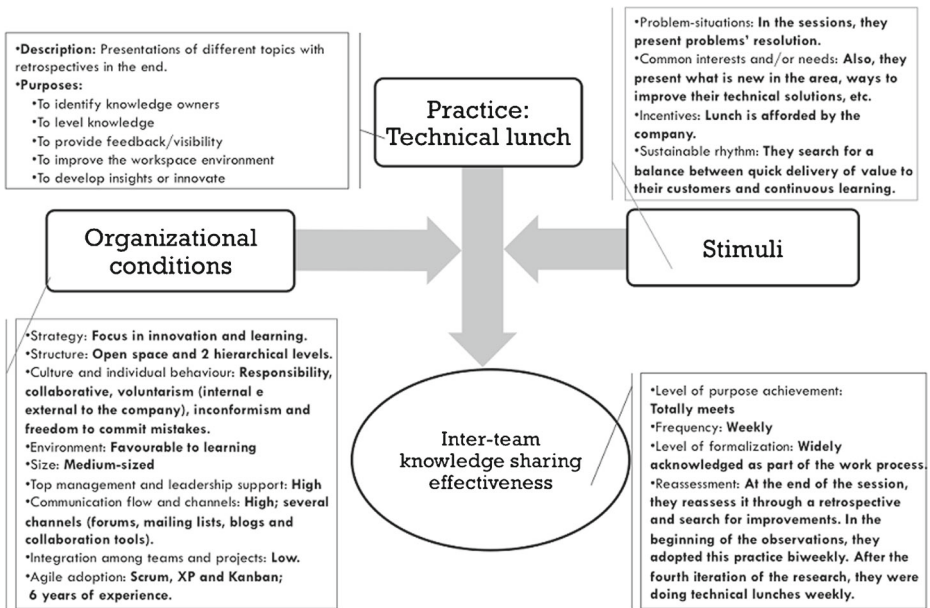 •Description: Presentations of different topics with
retrospectives in the end.
•Purposes:
•To identify knowledge owners
•To level knowledge
•To provide feedback/visibility
•To improve the workspace environment
•To develop insights or innovate
Practice:
Technical lunch
•Problem-situations: In the sessions, they
present problems' resolution.
•Common interests and/or needs: Also, they
present what is new in the area, ways to
improve their technical solutions, etc.
•Incentives: Lunch is afforded by the
company.
•Sustainable rhythm: They search for a
balance between quick delivery of value to
their customers and continuous learning.
Organizational
conditions
Stimuli
•Strategy: Focus in innovation and learning.
•Structure: Open space and 2 hierarchical levels.
•Culture and individual behaviour: Responsibility,
collaborative, voluntarism (internal e
external to the company), inconformism and
freedom to commit mistakes.
•Environment: Favourable to learning
•Size: Medium-sized
•Top management and leadership support: High
•Communication flow and channels: High; several
channels (forums, mailing lists, blogs and
collaboration tools).
•Integration among teams and projects: Low.
•Agile adoption: Scrum, XP and Kanban;
6 years of experience.
Inter-team
knowledge sharing
effectiveness
•Level of purpose achievement:
Totally meets
•Frequency: Weekly
•Level of formalization: Widely
acknowledged as part of the work process.
•Reassessment: At the end of the session,
they reassess it through a retrospective
and search for improvements. In the
beginning of the observations, they
adopted this practice biweekly. After the
fourth iteration of the research, they were
doing technical lunches weekly.